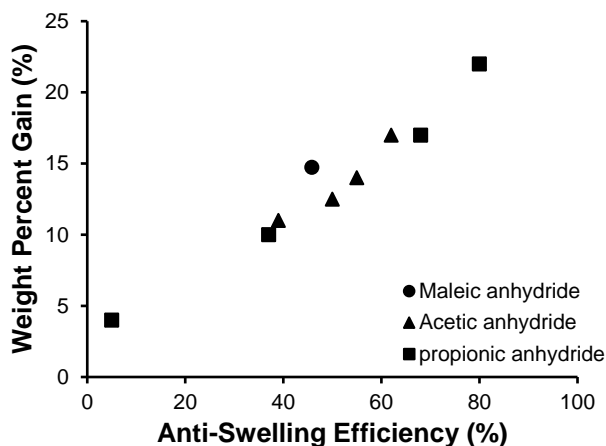 25
20
15
10
5
0
Weight Percent Gain (%)
Maleic anhydride
Acetic anhydride
propionic anhydride
0 20 40 60 80 100
Anti-Swelling Efficiency (%)